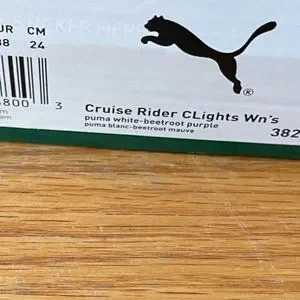 UR CM
38 24
800 3
®
Cruise Rider CLights Wn's
puma white-beetroot purple
puma blanc-beetroot mauve
382